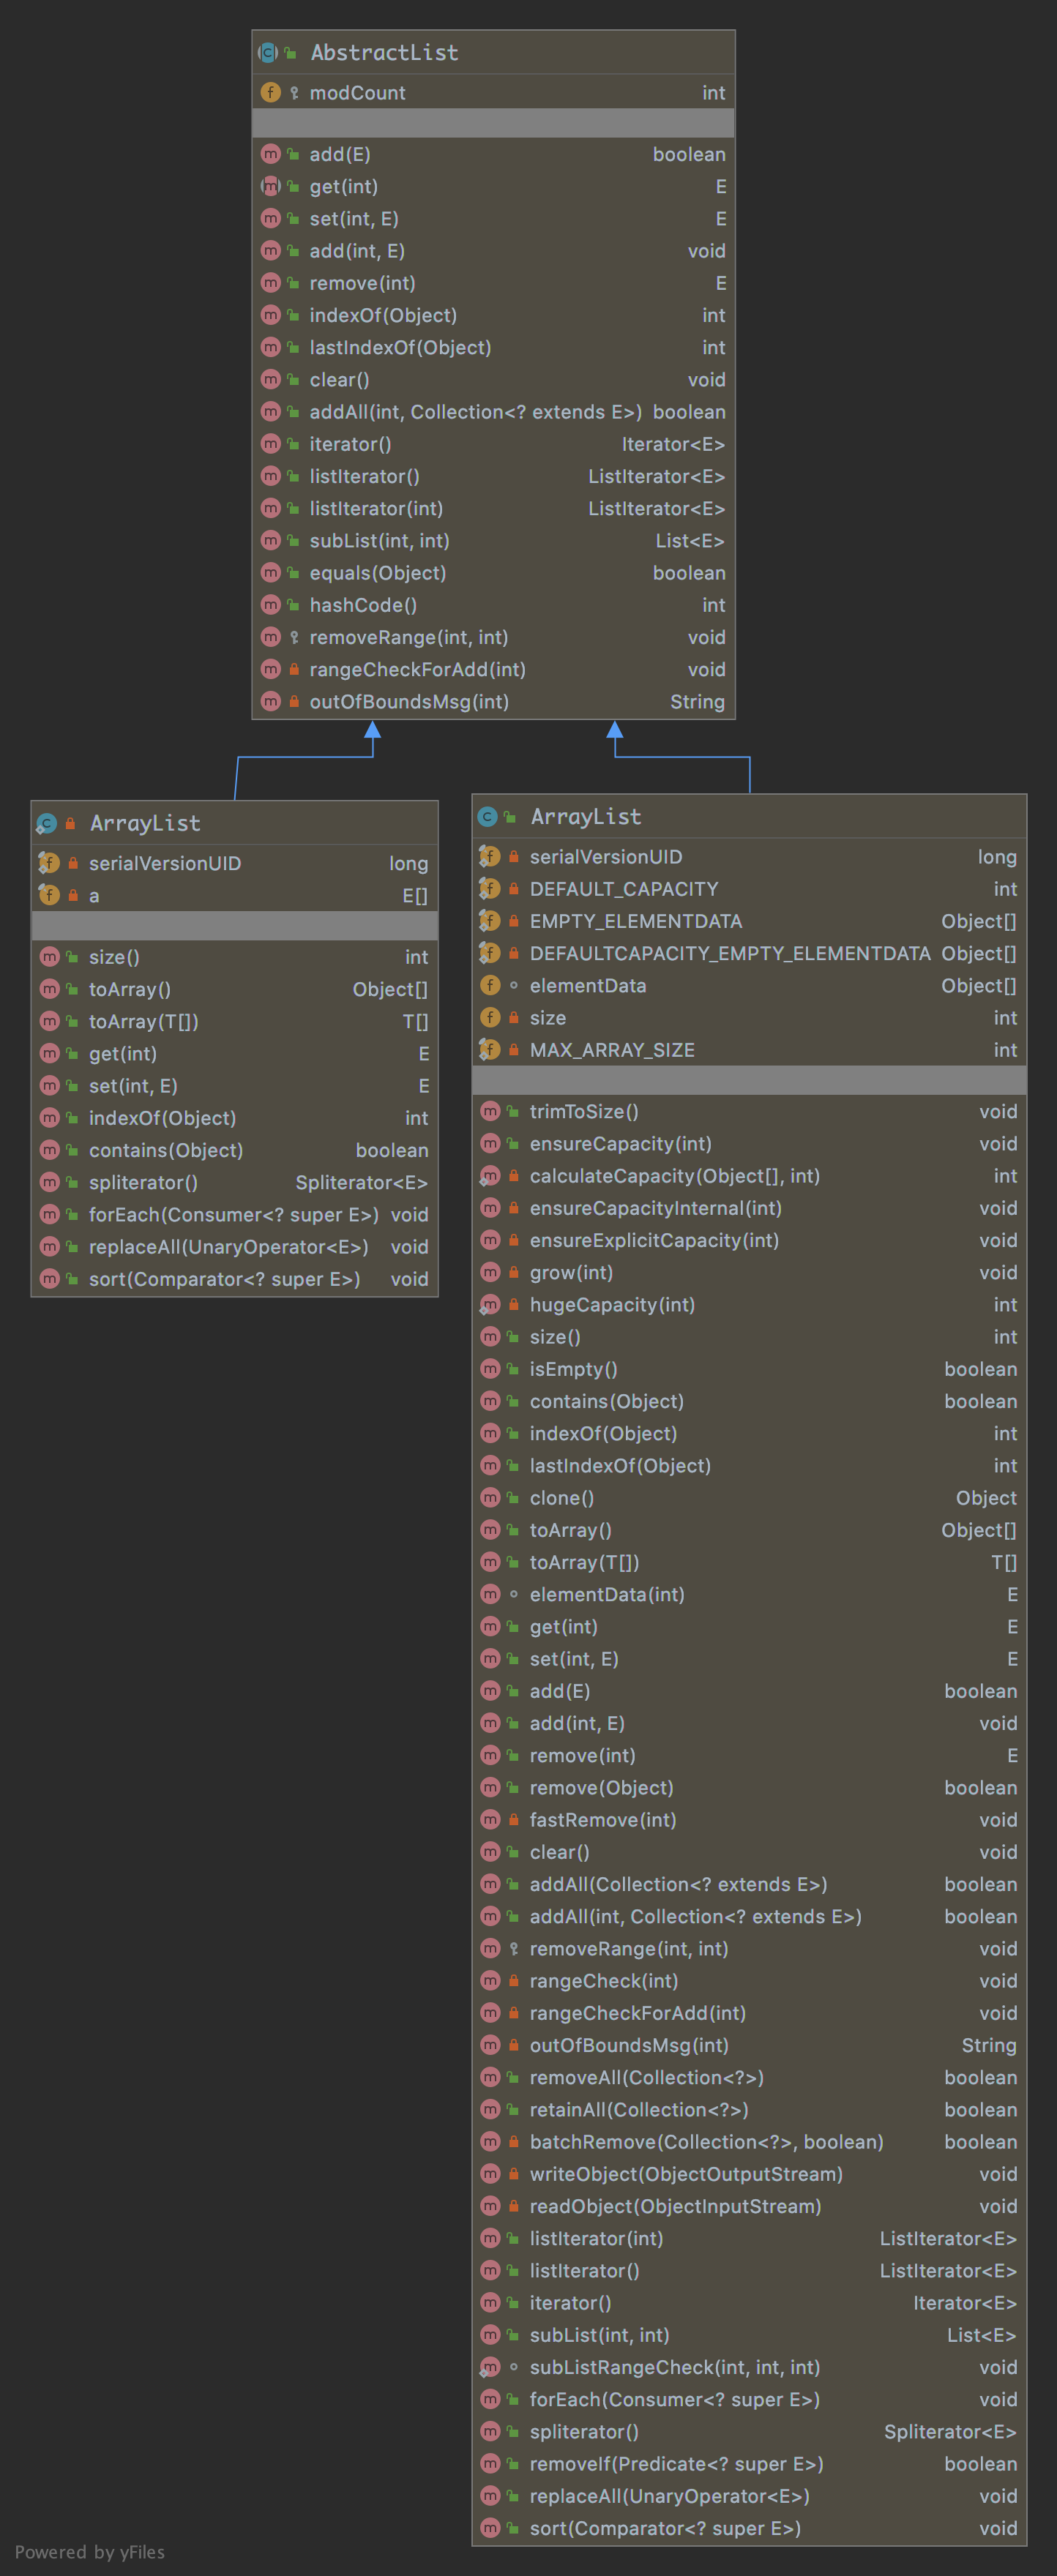 AbstractList
modCount int
add(E) boolean
get(int) E
set(int, E) E
add(int, E) void
remove(int) E
indexOf(Object) int
lastIndexOf(Object) int
clear() void
addAll(int, Collection<? extends E>) boolean
iterator() Iterator<E>
listIterator() ListIterator<E>
listIterator(int) ListIterator<E>
subList(int, int) List<E>
equals(Object) boolean
hashCode() int
removeRange(int, int) void
rangeCheckForAdd(int) void
outOfBoundsMsg(int) String
ArrayList
serialVersionUID long
a E[]
size() int
toArray() Object[]
toArray(T[]) T[]
get(int) E
set(int, E) E
indexOf(Object) int
contains(Object) boolean
spliterator() Spliterator<E>
forEach(Consumer<? super E>) void
replaceAll(UnaryOperator<E>) void
sort(Comparator<? super E>) void
ArrayList
serialVersionUID long
DEFAULT_CAPACITY int
EMPTY_ELEMENTDATA Object[]
DEFAULTCAPACITY_EMPTY_ELEMENTDATA Object[]
elementData Object[]
size int
MAX_ARRAY_SIZE int
trimToSize() void
ensureCapacity(int) void
calculateCapacity(Object[], int) int
ensureCapacityInternal(int) void
ensureExplicitCapacity(int) void
grow(int) void
hugeCapacity(int) int
size() int
isEmpty() boolean
contains(Object) boolean
indexOf(Object) int
lastIndexOf(Object) int
clone() Object
toArray() Object[]
toArray(T[]) T[]
elementData(int) E
get(int) E
set(int, E) E
add(E) boolean
add(int, E) void
remove(int) E
remove(Object) boolean
fastRemove(int) void
clear() void
addAll(Collection<? extends E>) boolean
addAll(int, Collection<? extends E>) boolean
removeRange(int, int) void
rangeCheck(int) void
rangeCheckForAdd(int) void
outOfBoundsMsg(int) String
removeAll(Collection<?>) boolean
retainAll(Collection<?>) boolean
batchRemove(Collection<?>, boolean) boolean
writeObject(ObjectOutputStream) void
readObject(ObjectInputStream) void
listIterator(int) ListIterator<E>
listIterator() ListIterator<E>
iterator() Iterator<E>
subList(int, int) List<E>
subListRangeCheck(int, int, int) void
forEach(Consumer<? super E>) void
spliterator() Spliterator<E>
removeIf(Predicate<? super E>) boolean
replaceAll(UnaryOperator<E>) void
sort(Comparator<? super E>) void
Powered by yFiles